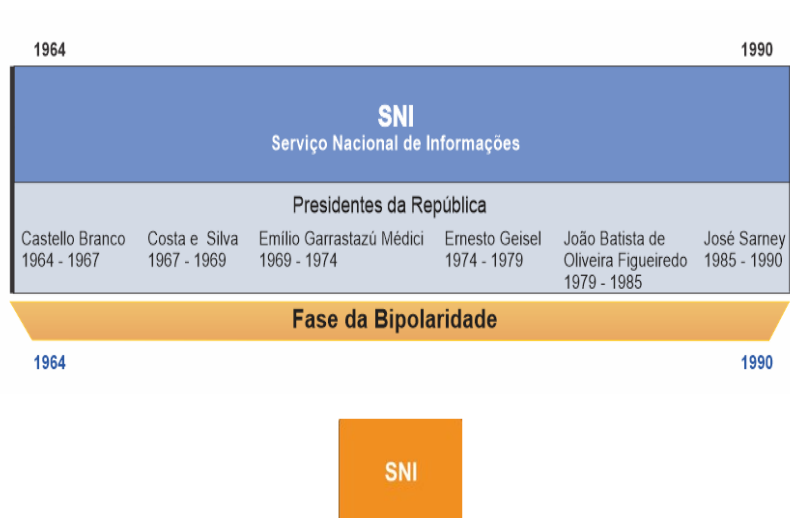 1964 1990
SNI
Serviço Nacional de Informações
Presidentes da República
Castello Branco
1964 - 1967
Costa e Silva
1967 - 1969
Emílio Garrastazú Médici
1969 - 1974
Ernesto Geisel
1974 - 1979
João Batista de
Oliveira Figueiredo
1979 - 1985
José Sarney
1985 - 1990
Fase da Bipolaridade
1964 1990
SNI